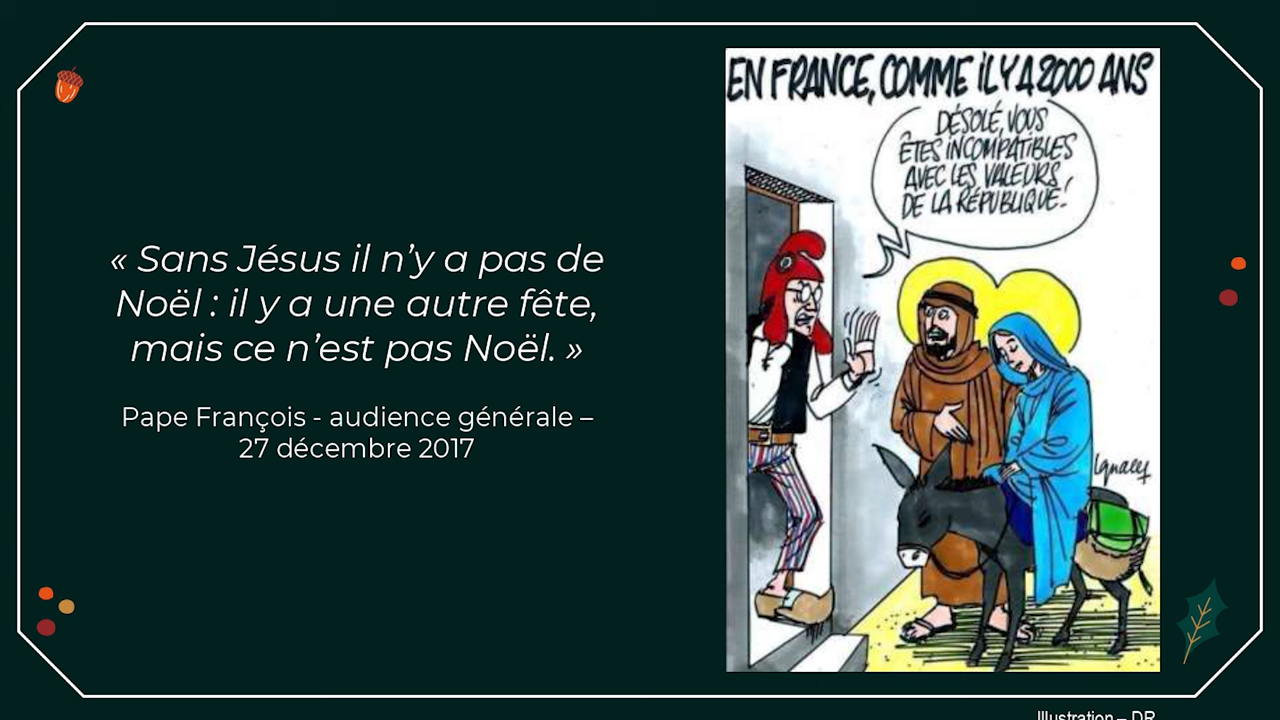 « Sans Jésus il n’y a pas de
Noël : il y a une autre fête,
mais ce n’est pas Noël. »
Pape François - audience générale –
27 décembre 2017
EN FRANCE, COMME IL Y A 2000 ANS
DÉSOLÉ, VOUS
ÊTES INCOMPATIBLES
AVEC LES VALEURS
DE LA RÉPUBLIQUE !
Ignace
Illustration – DR